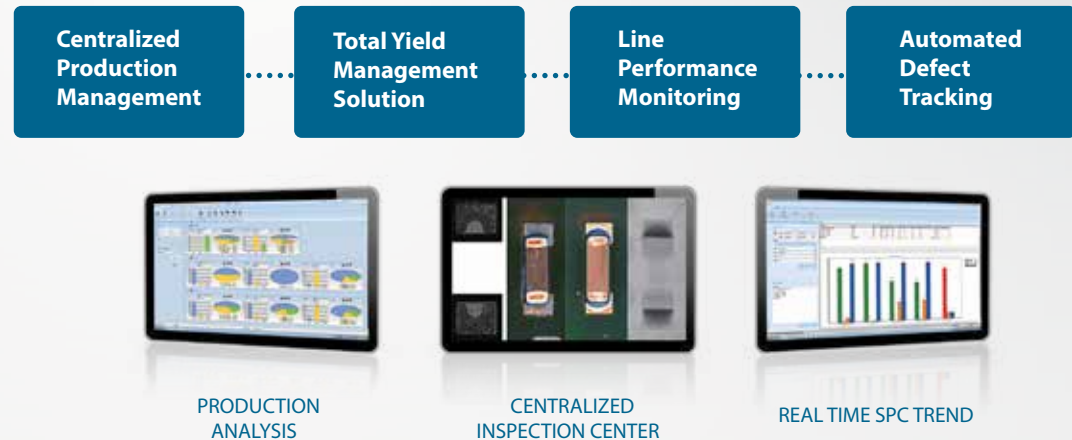 Centralized
Production
Management
Total Yield
Management
Solution
Line
Performance
Monitoring
Automated
Defect
Tracking
PRODUCTION
ANALYSIS
CENTRALIZED
INSPECTION CENTER
REAL TIME SPC TREND